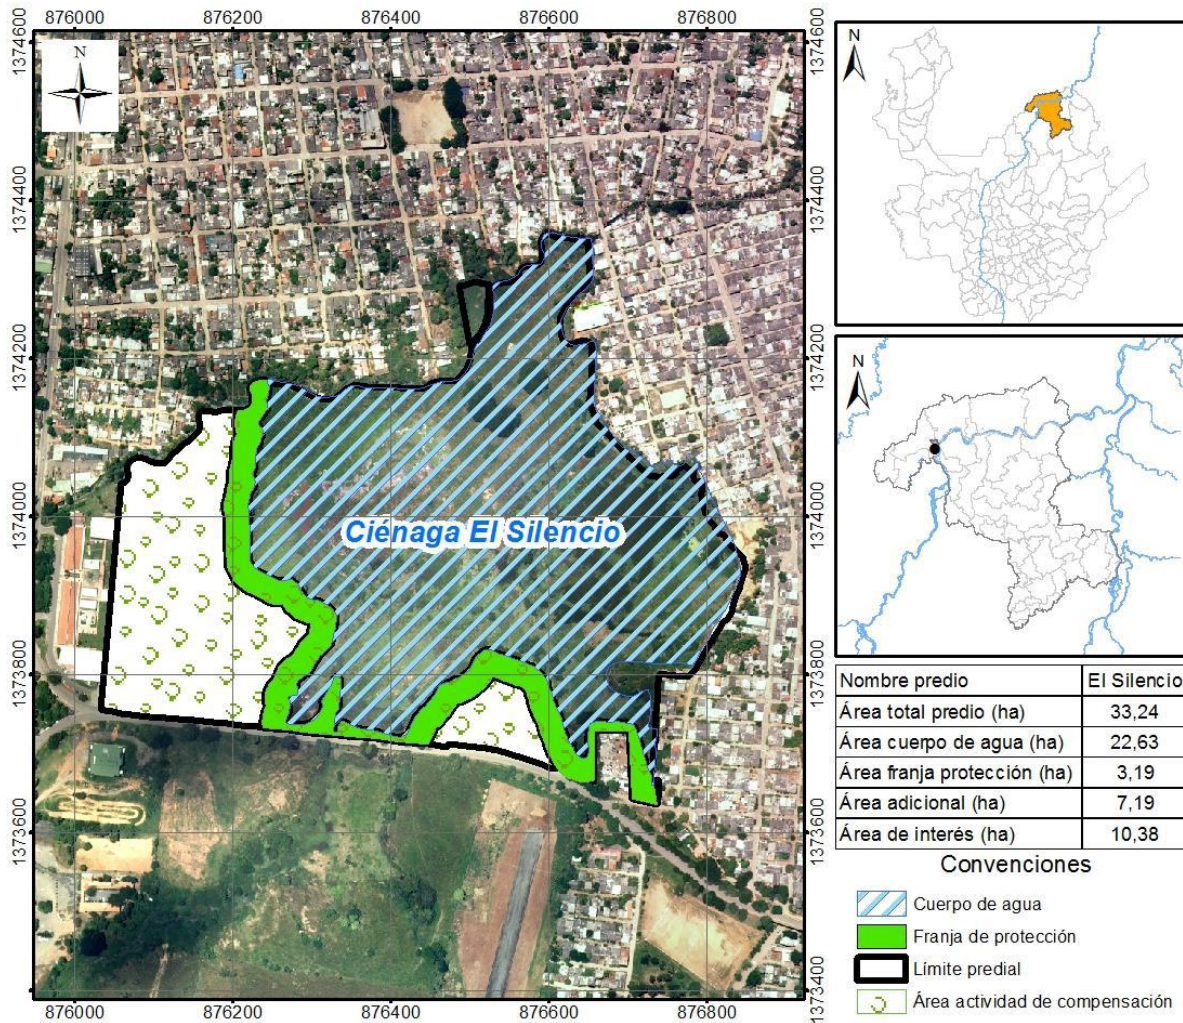 876000 876200 876400 876600 876800
1374600
1374400
1374200
1374000
1373800
1373600
1373400
N
Ciénaga El Silencio
1374600
1374400
1374200
1374000
1373800
1373600
1373400
876000 876200 876400 876600 876800
N
N
Nombre predio El Silencio
Área total predio (ha) 33,24
Área cuerpo de agua (ha) 22,63
Área franja protección (ha) 3,19
Área adicional (ha) 7,19
Área de interés (ha) 10,38
Convenciones
Cuerpo de agua
Franja de protección
Límite predial
Área actividad de compensación